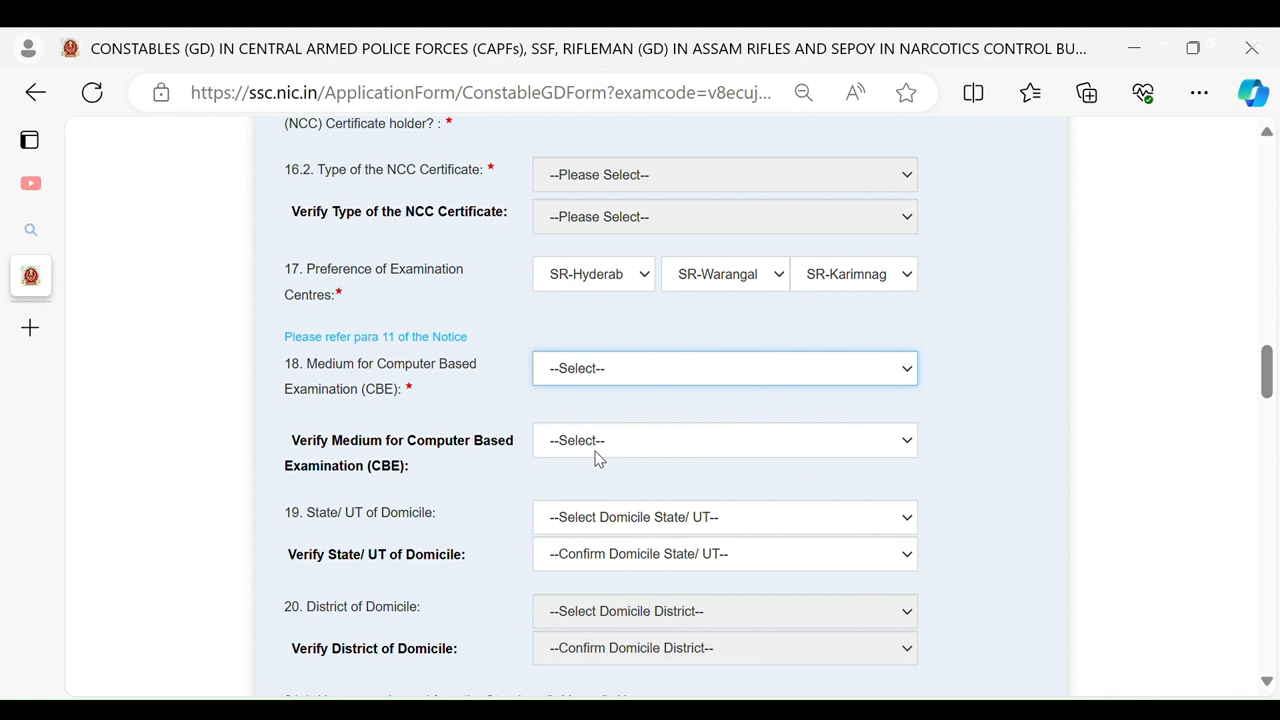 CONSTABLES (GD) IN CENTRAL ARMED POLICE FORCES (CAPFs), SSF, RIFLEMAN (GD) IN ASSAM RIFLES AND SEPOY IN NARCOTICS CONTROL BU...
https://ssc.nic.in/ApplicationForm/ConstableGDForm?examcode=v8ecuj...
(NCC) Certificate holder? : *
16.2. Type of the NCC Certificate: * --Please Select--
Verify Type of the NCC Certificate: --Please Select--
17. Preference of Examination
Centres:* SR-Hyderab SR-Warangal SR-Karimnag
Please refer para 11 of the Notice
18. Medium for Computer Based
Examination (CBE): * --Select--
Verify Medium for Computer Based
Examination (CBE): --Select--
19. State/ UT of Domicile: --Select Domicile State/ UT--
Verify State/ UT of Domicile: --Confirm Domicile State/ UT--
20. District of Domicile: --Select Domicile District--
Verify District of Domicile: --Confirm Domicile District--